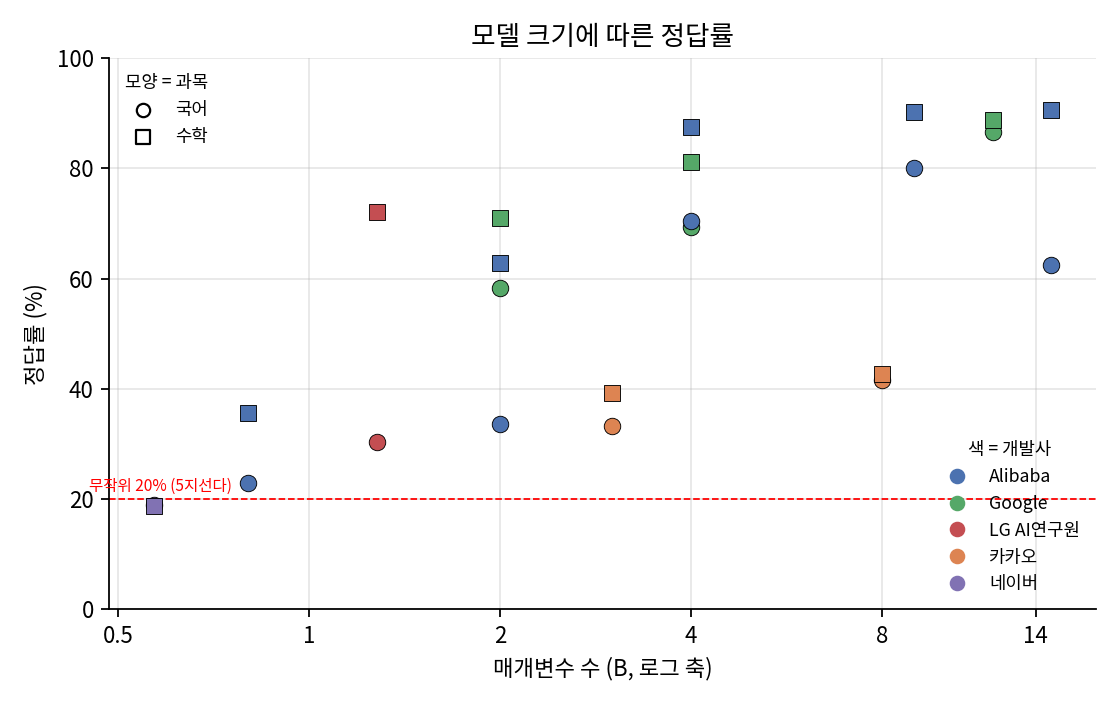 모델 크기에 따른 정답률
100
80
60
40
20
0
정답률 (%)
모양 = 과목
국어
수학
무작위 20% (5지선다)
색 = 개발사
Alibaba
Google
LG AI연구원
카카오
네이버
0.5 1 2 4 8 14
매개변수 수 (B, 로그 축)